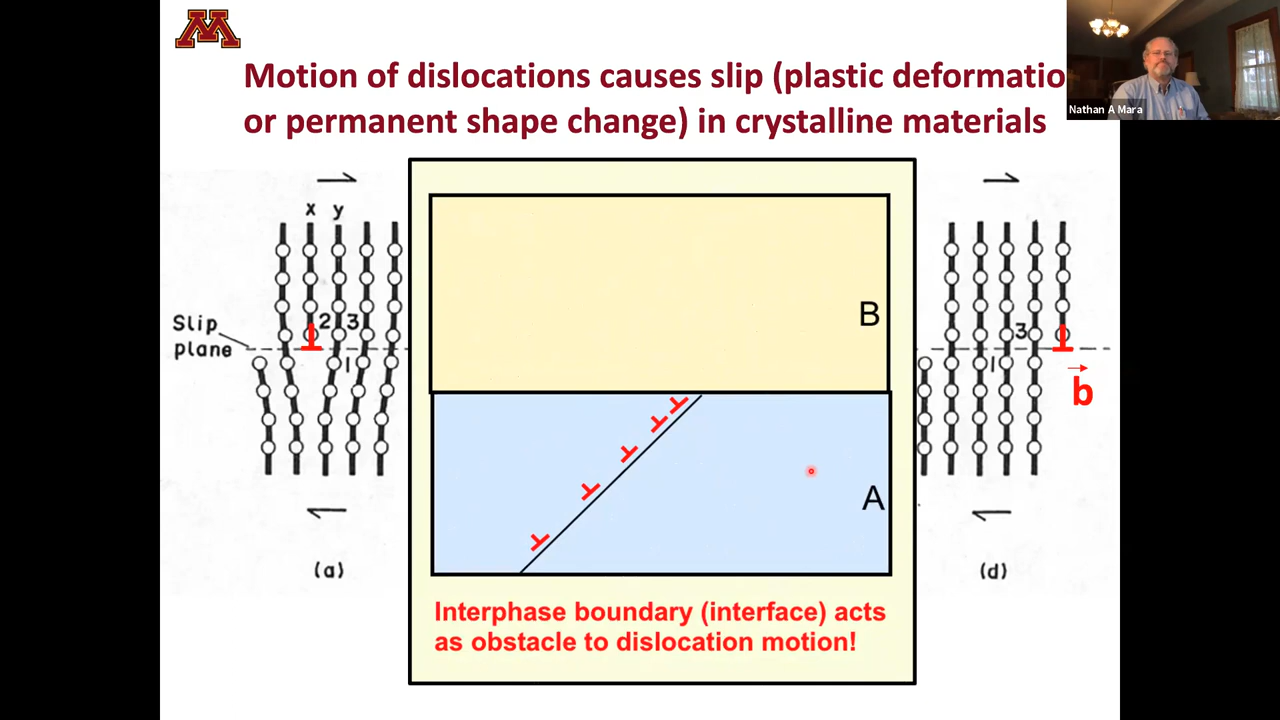 M
Motion of dislocations causes slip (plastic deformatio
or permanent shape change) in crystalline materials
Nathan A Mara
x y
2 3
Slip
plane
1
(a)
B
A
Interphase boundary (interface) acts
as obstacle to dislocation motion!
3
1
b
(d)